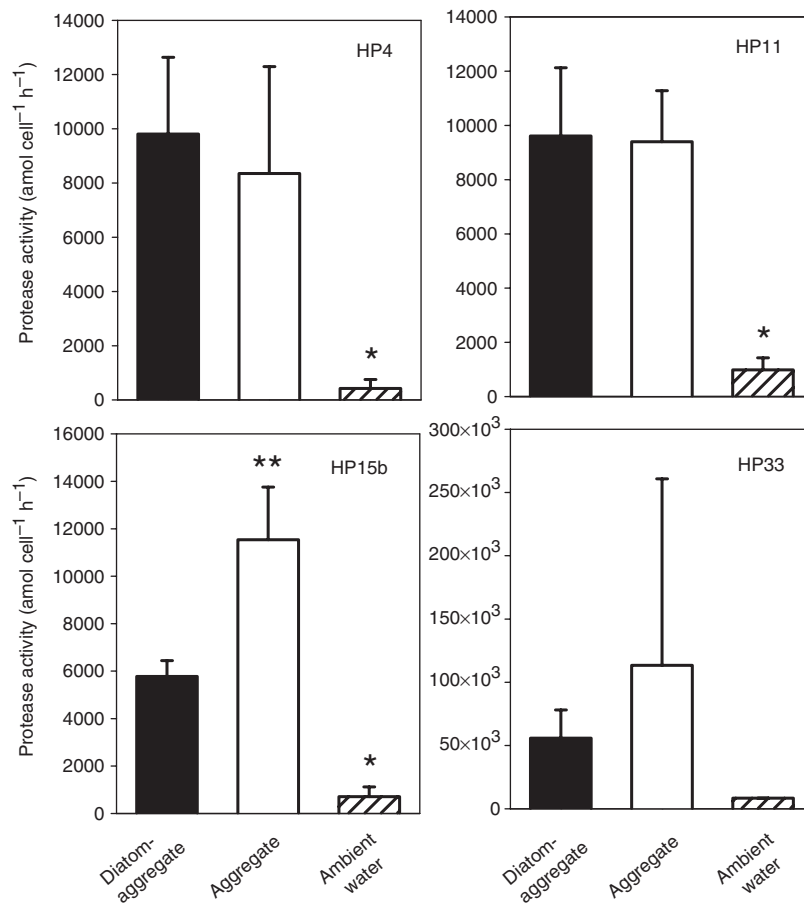 Protease activity (amol cell⁻¹ h⁻¹)
14000
12000
10000
8000
6000
4000
2000
0
HP4
*
14000
12000
10000
8000
6000
4000
2000
0
HP11
*
Protease activity (amol cell⁻¹ h⁻¹)
16000
14000
12000
10000
8000
6000
4000
2000
0
HP15b
**
*
Diatom-
aggregate
Aggregate
Ambient
water
300×10³
250×10³
200×10³
150×10³
100×10³
50×10³
0
HP33
Diatom-
aggregate
Aggregate
Ambient
water